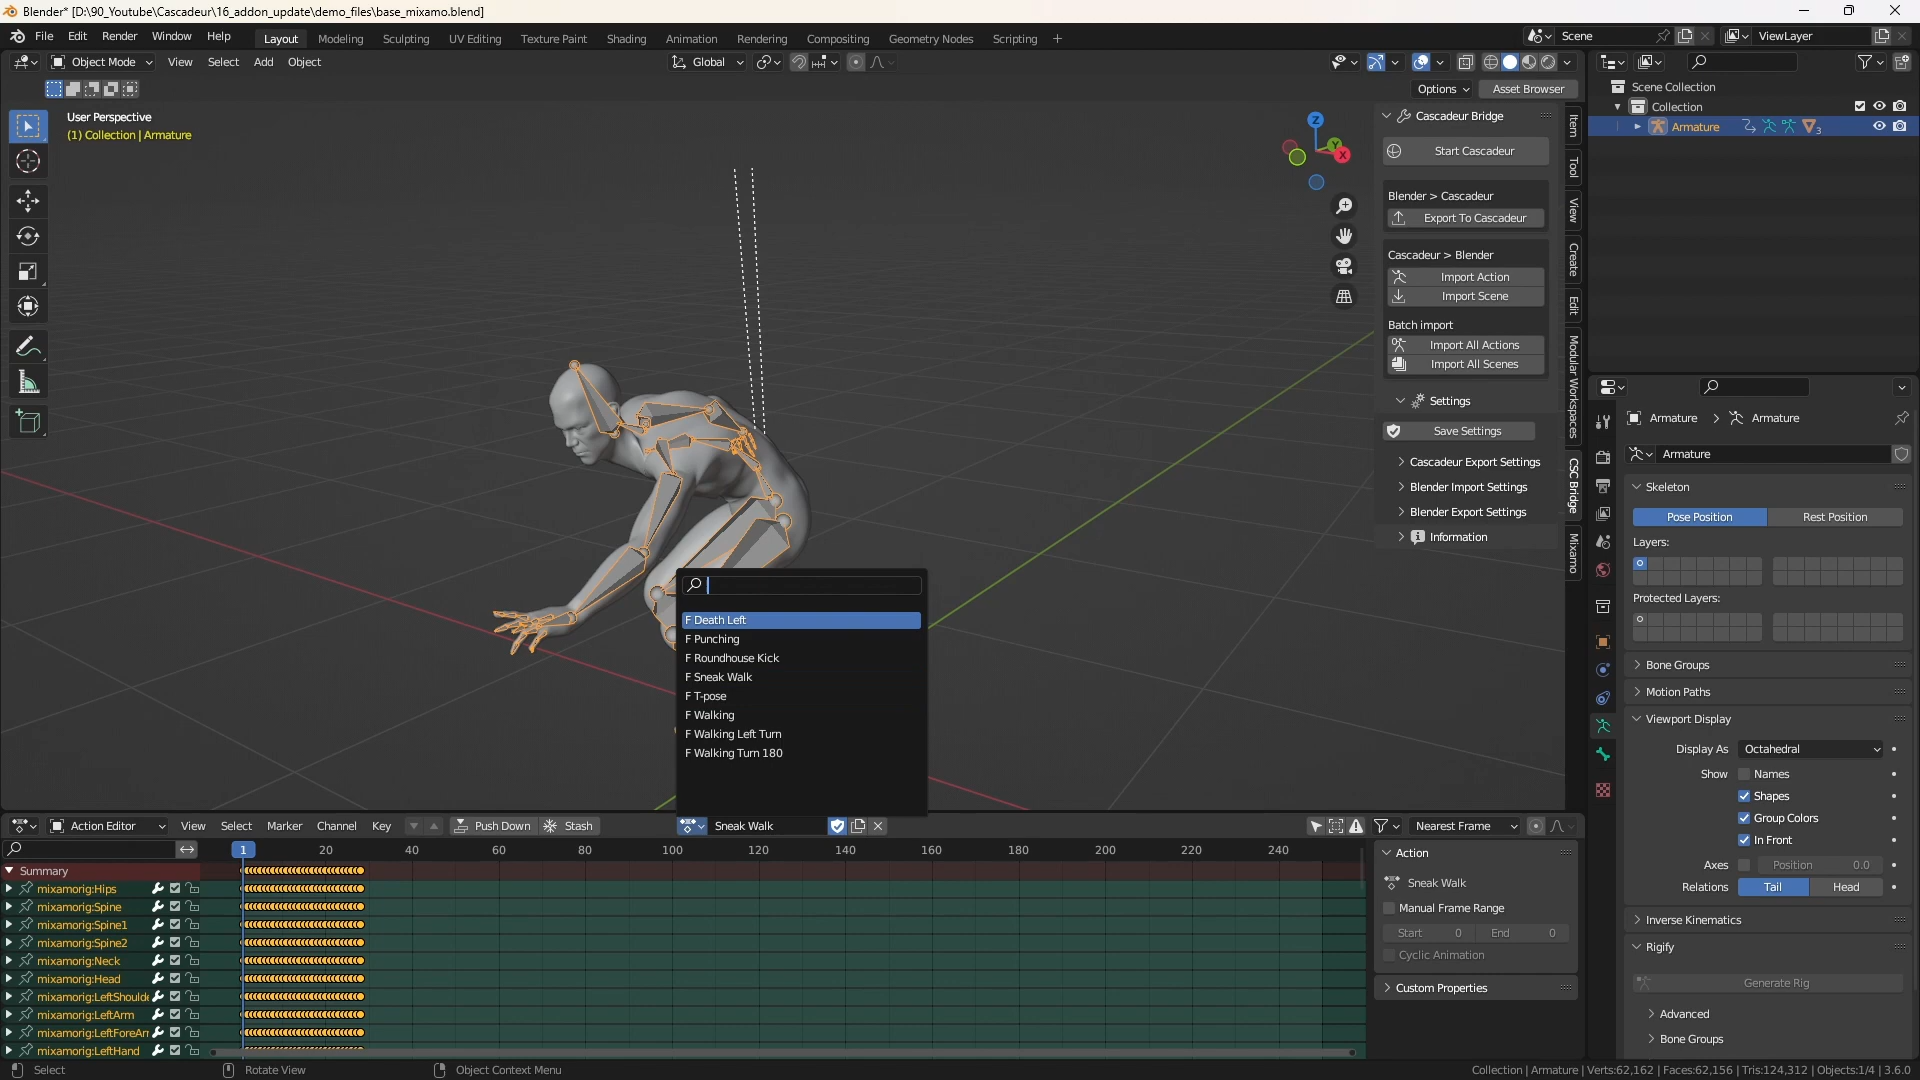 Blender* [D:\90_Youtube\Cascadeur\16_addon_update\demo_files\base_mixamo.blend]
File Edit Render Window Help Layout Modeling Sculpting UV Editing Texture Paint Shading Animation Rendering Compositing Geometry Nodes Scripting + Scene ViewLayer
Object Mode View Select Add Object Global
Options Asset Browser
User Perspective
(1) Collection | Armature
Z
Y
X
Cascadeur Bridge
Start Cascadeur
Blender > Cascadeur
Export To Cascadeur
Cascadeur > Blender
Import Action
Import Scene
Batch import
Import All Actions
Import All Scenes
Settings
Save Settings
Cascadeur Export Settings
Blender Import Settings
Blender Export Settings
Information
Item
Tool
View
Create
Edit
Modular Workspaces
CSC Bridge
Mixamo
Scene Collection
Collection
Armature 3
Armature > Armature
Armature
Skeleton
Pose Position Rest Position
Layers:
Protected Layers:
Bone Groups
Motion Paths
Viewport Display
Display As Octahedral
Show Names
Shapes
Group Colors
In Front
Axes Position 0.0
Relations Tail Head
Inverse Kinematics
Rigify
Generate Rig
Advanced
Bone Groups
F Death Left
F Punching
F Roundhouse Kick
F Sneak Walk
F T-pose
F Walking
F Walking Left Turn
F Walking Turn 180
Action Editor View Select Marker Channel Key Push Down Stash Sneak Walk Nearest Frame
1 20 40 60 80 100 120 140 160 180 200 220 240
Summary
mixamorig:Hips
mixamorig:Spine
mixamorig:Spine1
mixamorig:Spine2
mixamorig:Neck
mixamorig:Head
mixamorig:LeftShoulde
mixamorig:LeftArm
mixamorig:LeftForeArr
mixamorig:LeftHand
Action
Sneak Walk
Manual Frame Range
Start 0 End 0
Cyclic Animation
Custom Properties
Select Rotate View Object Context Menu Collection | Armature | Verts:62,162 | Faces:62,156 | Tris:124,312 | Objects:1/4 | 3.6.0